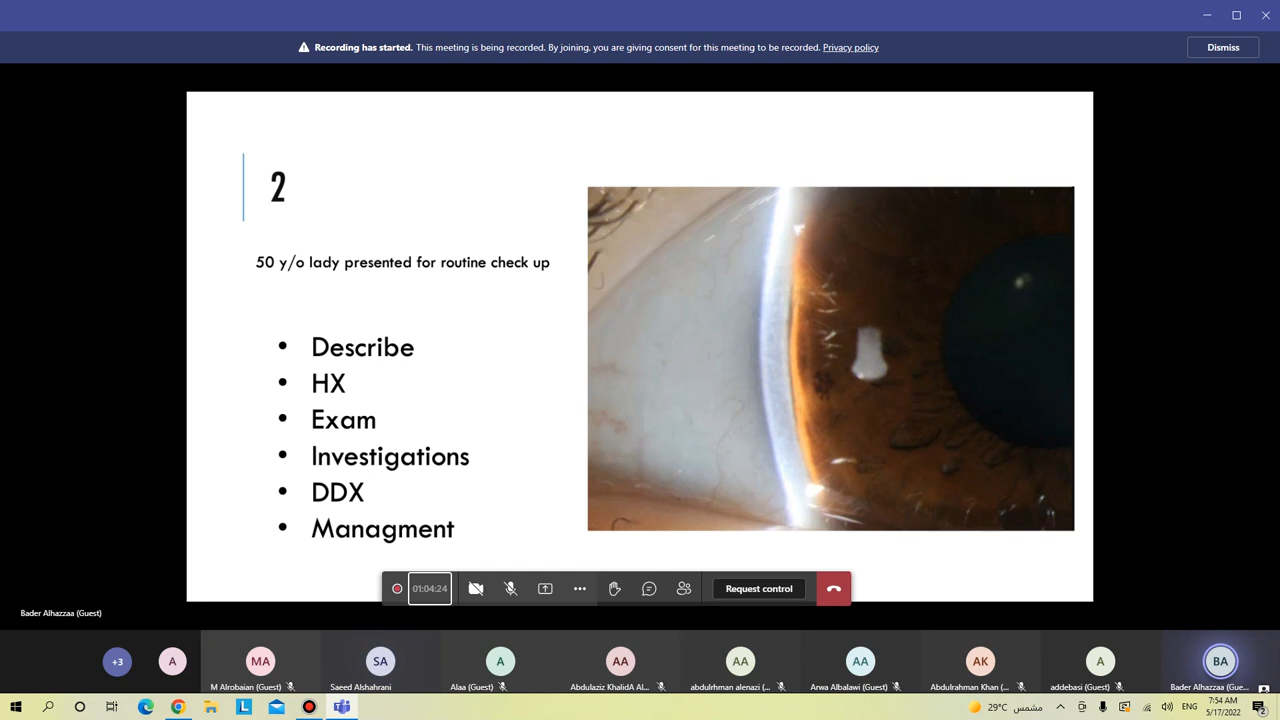 Recording has started. This meeting is being recorded. By joining, you are giving consent for this meeting to be recorded. Privacy policy
Dismiss
2
50 y/o lady presented for routine check up
• Describe
• HX
• Exam
• Investigations
• DDX
• Managment
01:04:24
Request control
Bader Alhazzaa (Guest)
+3
A
MA
SA
A
AA
AA
AA
AK
A
BA
M Alrobaian (Guest)
Saeed Alshahrani
Alaa (Guest)
Abdulaziz KhalidA Al...
abdulrhman alenazi (...
Arwa Albalawi (Guest)
Abdulrahman Khan (...
addebasi (Guest)
Bader Alhazzaa (Gue...
L
29°C
مشمس
ENG
7:54 AM
5/17/2022
2